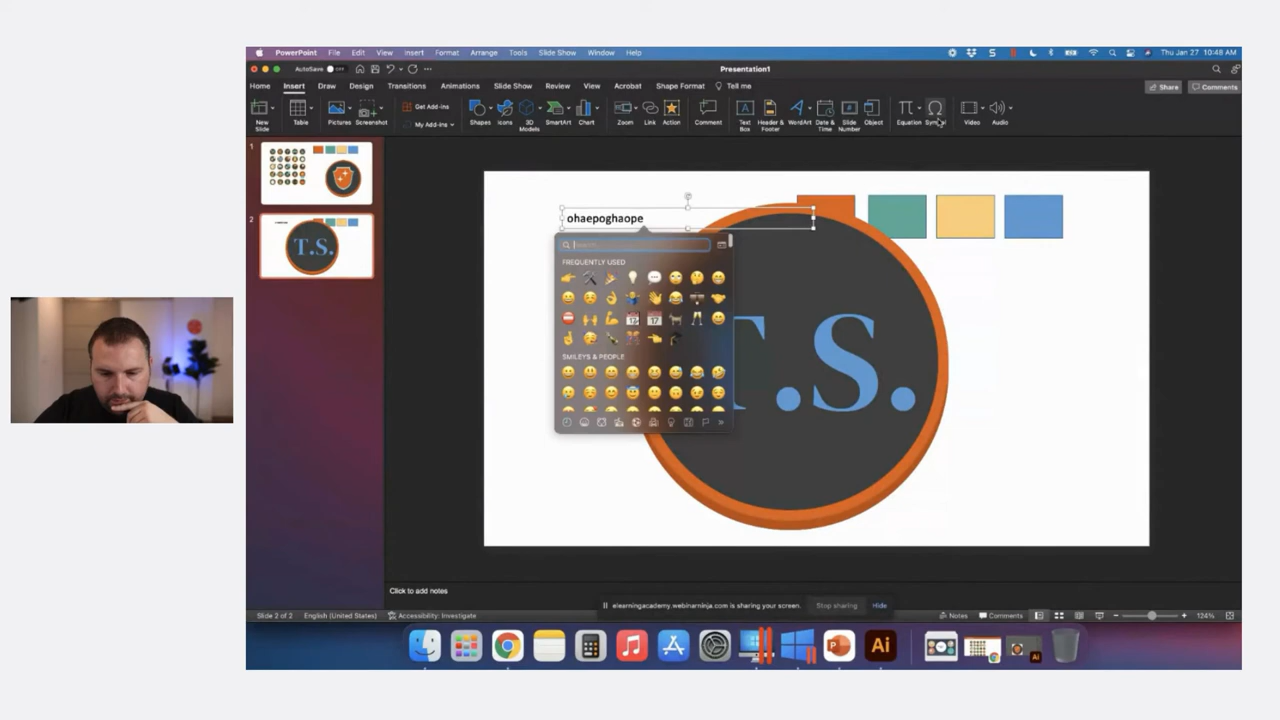 PowerPoint File Edit View Insert Format Arrange Tools Slide Show Window Help Thu Jan 27 10:48 AM
AutoSave OFF Presentation1
Home Insert Draw Design Transitions Animations Slide Show Review View Acrobat Shape Format Tell me Share Comments
New Slide
Table
Pictures
Screenshot
Get Add-ins
My Add-ins
Shapes
Icons
3D Models
SmartArt
Chart
Zoom
Link
Action
Comment
Text Box
Header & Footer
WordArt
Date & Time
Slide Number
Object
Equation
Video
Audio
1
2
T.S.
ohaepoghaope
FREQUENTLY USED
SMILEYS & PEOPLE
T.S.
Click to add notes
elearningacademy.webinarninja.com is sharing your screen. Stop sharing Hide
Slide 2 of 2 English (United States) Accessibility: Investigate Notes Comments 124%
Ai